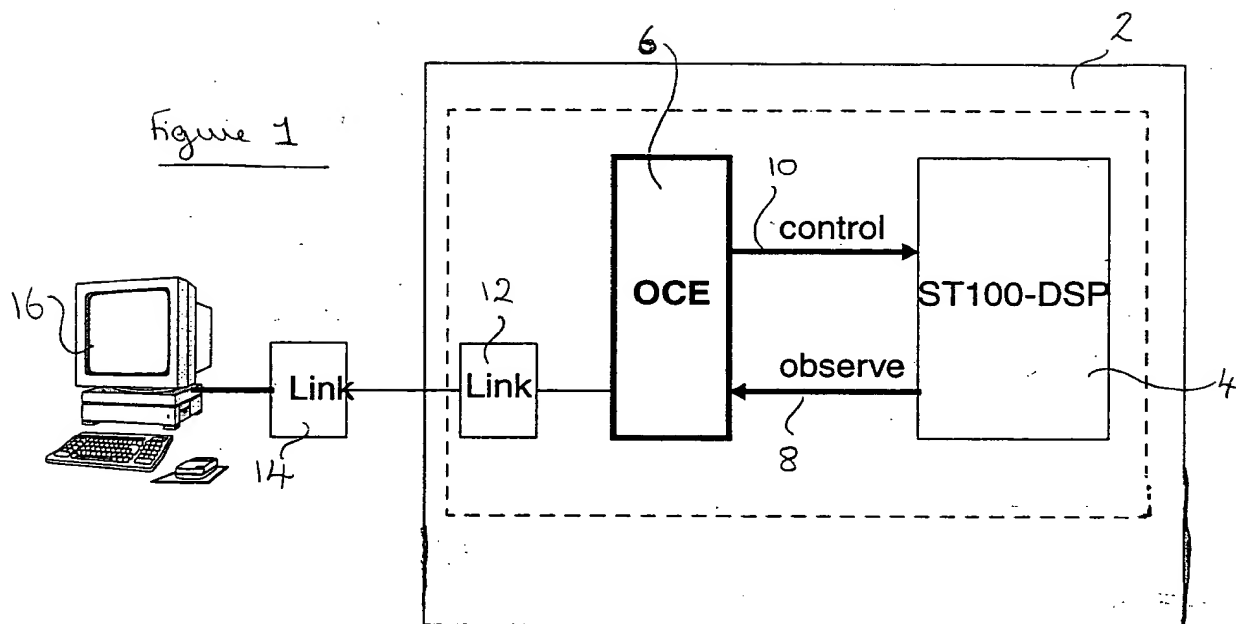 6
2
Figure 1
10
control
16
12
OCE
ST100-DSP
Link
Link
observe
4
14
8